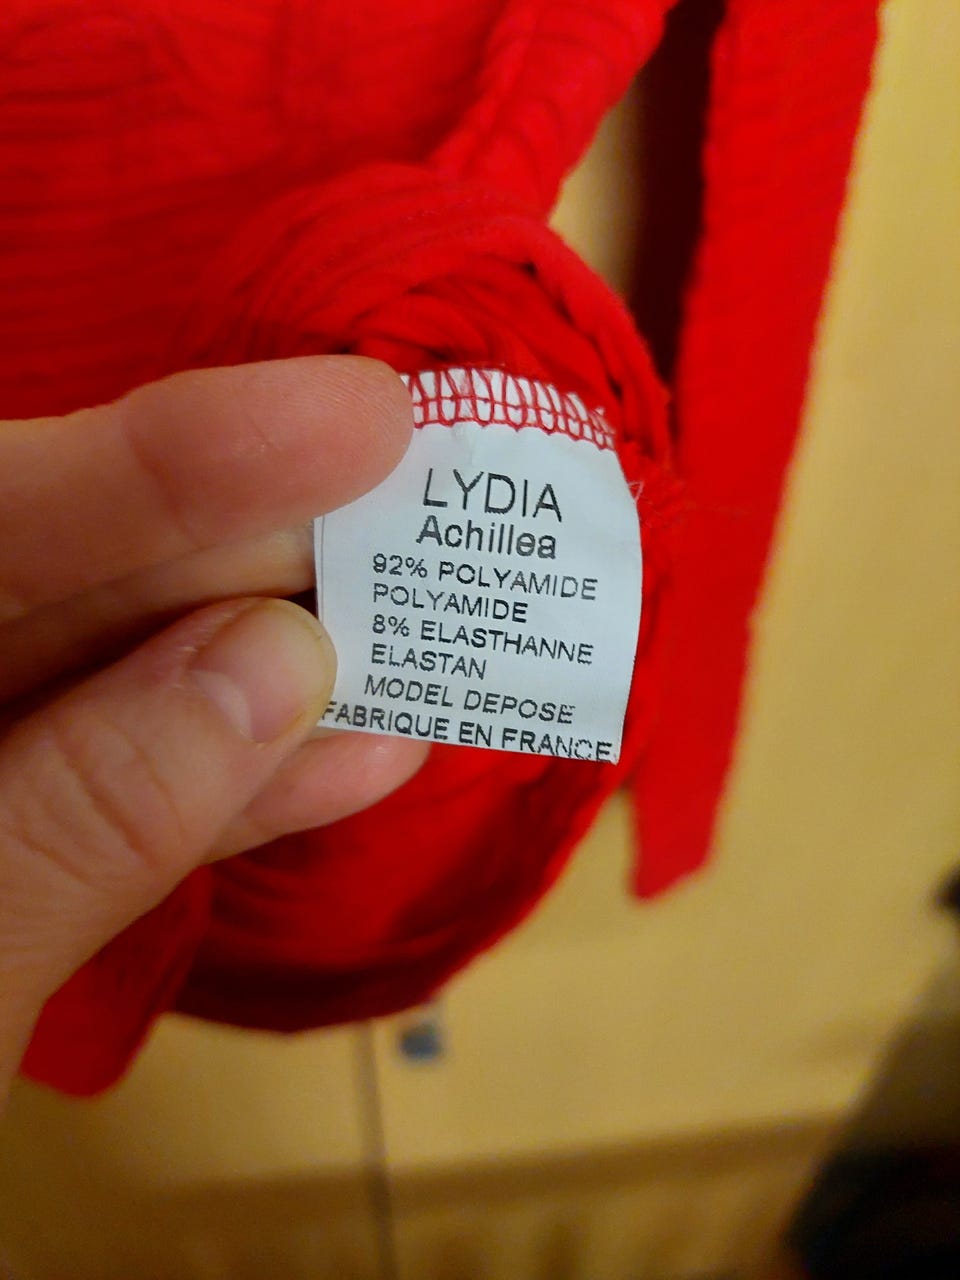 LYDIA
Achillea
92% POLYAMIDE
POLYAMIDE
8% ELASTHANNE
ELASTAN
MODEL DEPOSE
FABRIQUE EN FRANCE